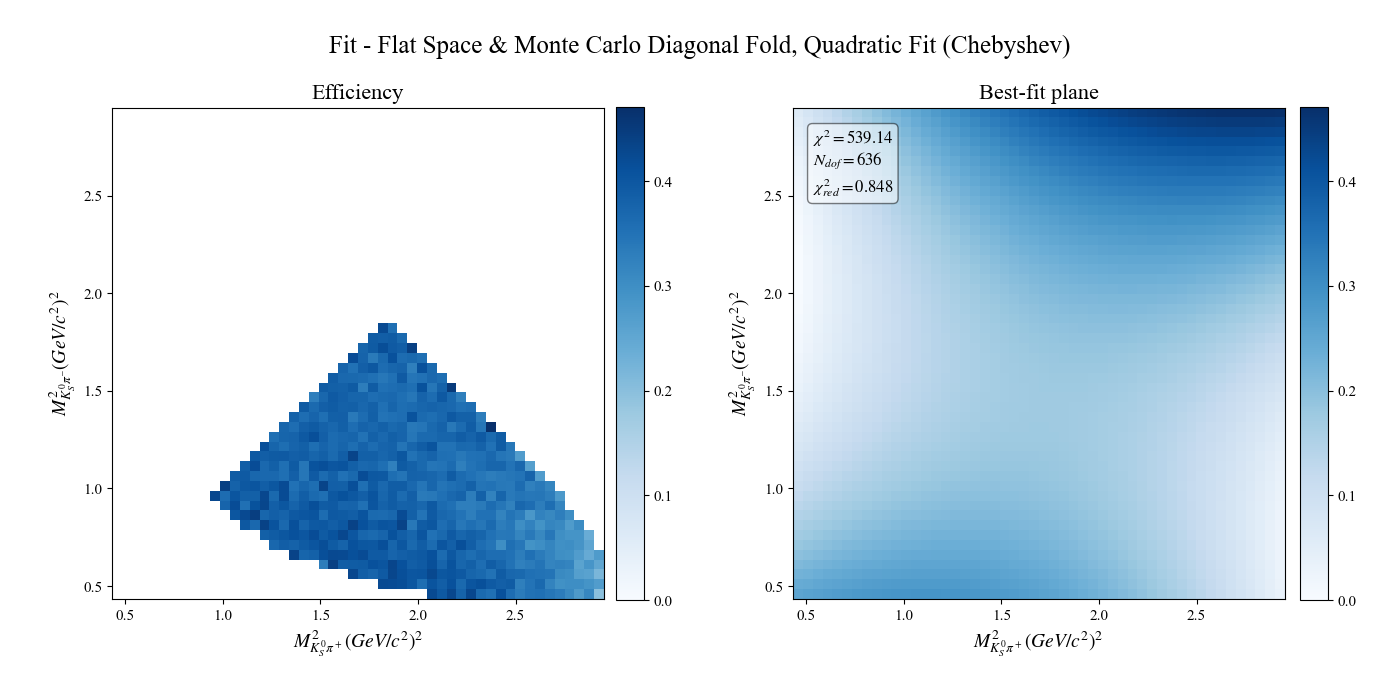 Fit - Flat Space & Monte Carlo Diagonal Fold, Quadratic Fit (Chebyshev)
Efficiency
2.5
2.0
1.5
1.0
0.5
0.5 1.0 1.5 2.0 2.5
M²_{K_S^0π⁻}(GeV/c²)²
M²_{K_S^0π⁺}(GeV/c²)²
0.4
0.3
0.2
0.1
0.0
Best-fit plane
χ² = 539.14
N_{dof} = 636
χ²_{red} = 0.848
2.5
2.0
1.5
1.0
0.5
0.5 1.0 1.5 2.0 2.5
M²_{K_S^0π⁻}(GeV/c²)²
M²_{K_S^0π⁺}(GeV/c²)²
0.4
0.3
0.2
0.1
0.0